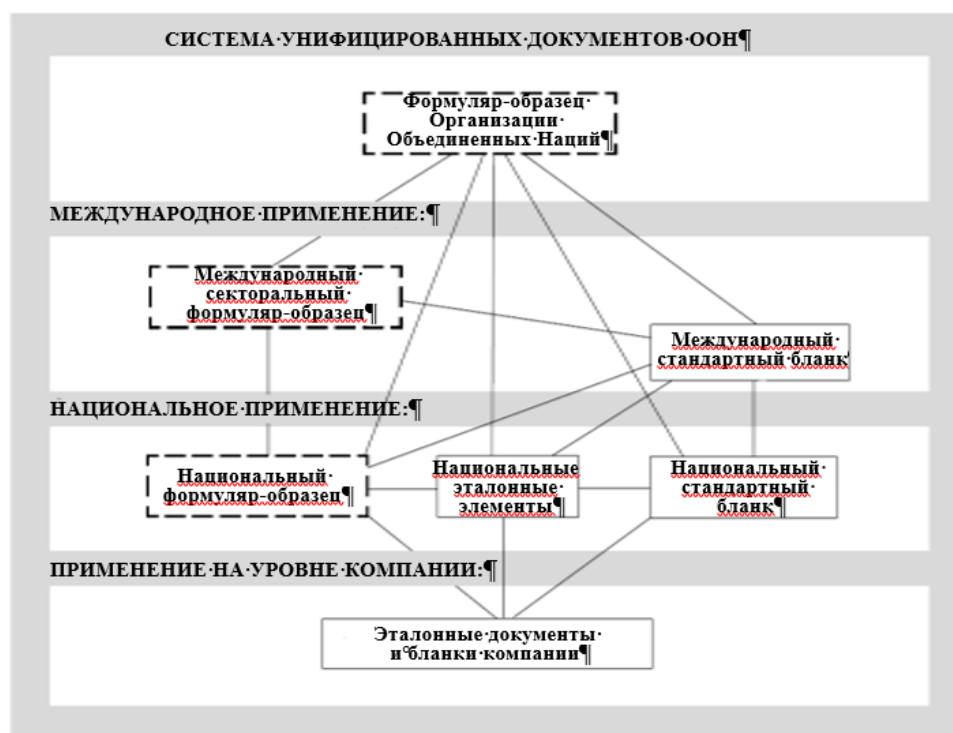 СИСТЕМА·УНИФИЦИРОВАННЫХ·ДОКУМЕНТОВ·ООН¶
Формуляр-образец·
Организации·
Объединенных·Наций¶
МЕЖДУНАРОДНОЕ·ПРИМЕНЕНИЕ:¶
Международный·
секторальный·
формуляр-образец¶
Международный·
стандартный·бланк
НАЦИОНАЛЬНОЕ·ПРИМЕНЕНИЕ:¶
Национальный·
формуляр-образец¶
Национальные
эталонные·
элементы¶
Национальный·
стандартный·
бланк¶
ПРИМЕНЕНИЕ·НА·УРОВНЕ·КОМПАНИИ:¶
Эталонные·документы·
и°бланки·компании¶